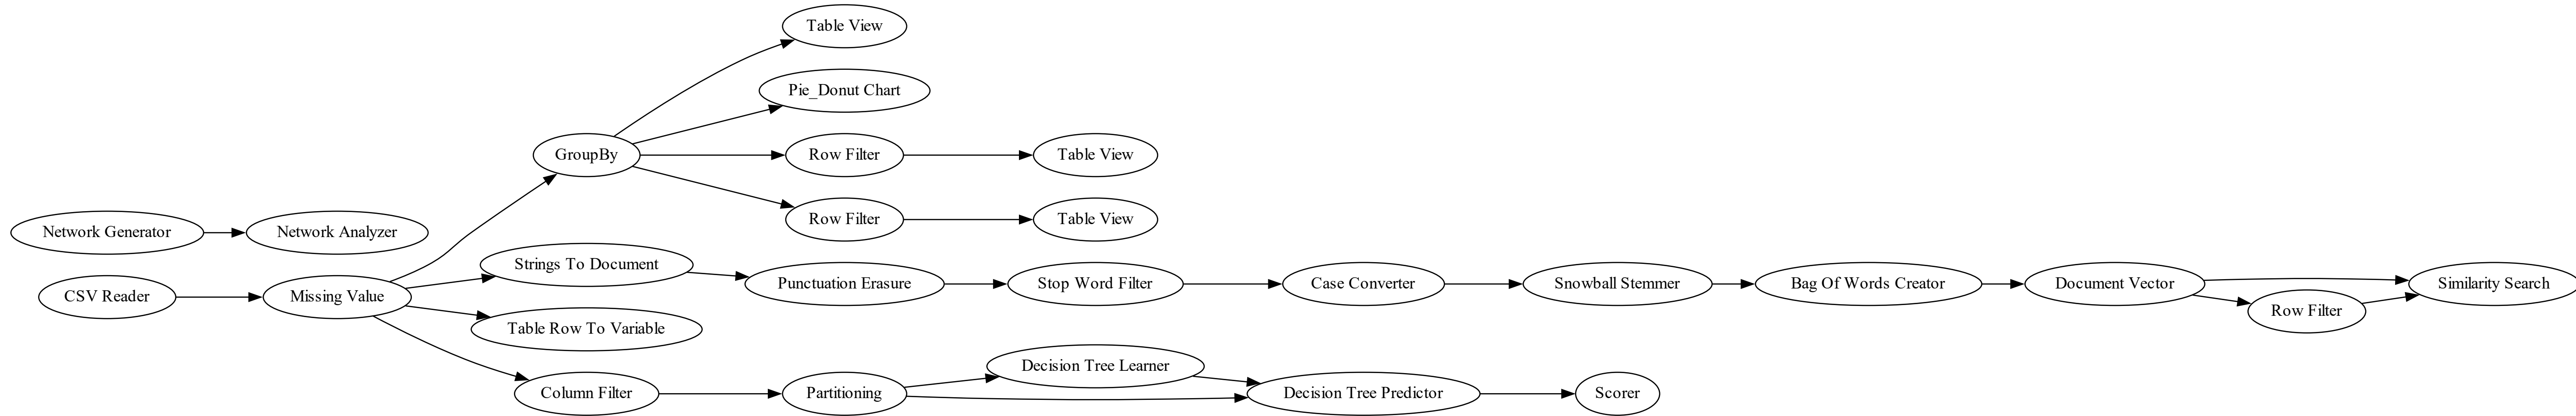 Table View
Pie_Donut Chart
GroupBy
Row Filter
Table View
Row Filter
Table View
Network Generator
Network Analyzer
Strings To Document
Punctuation Erasure
Stop Word Filter
Case Converter
Snowball Stemmer
Bag Of Words Creator
Document Vector
Similarity Search
CSV Reader
Missing Value
Row Filter
Table Row To Variable
Decision Tree Learner
Column Filter
Partitioning
Decision Tree Predictor
Scorer